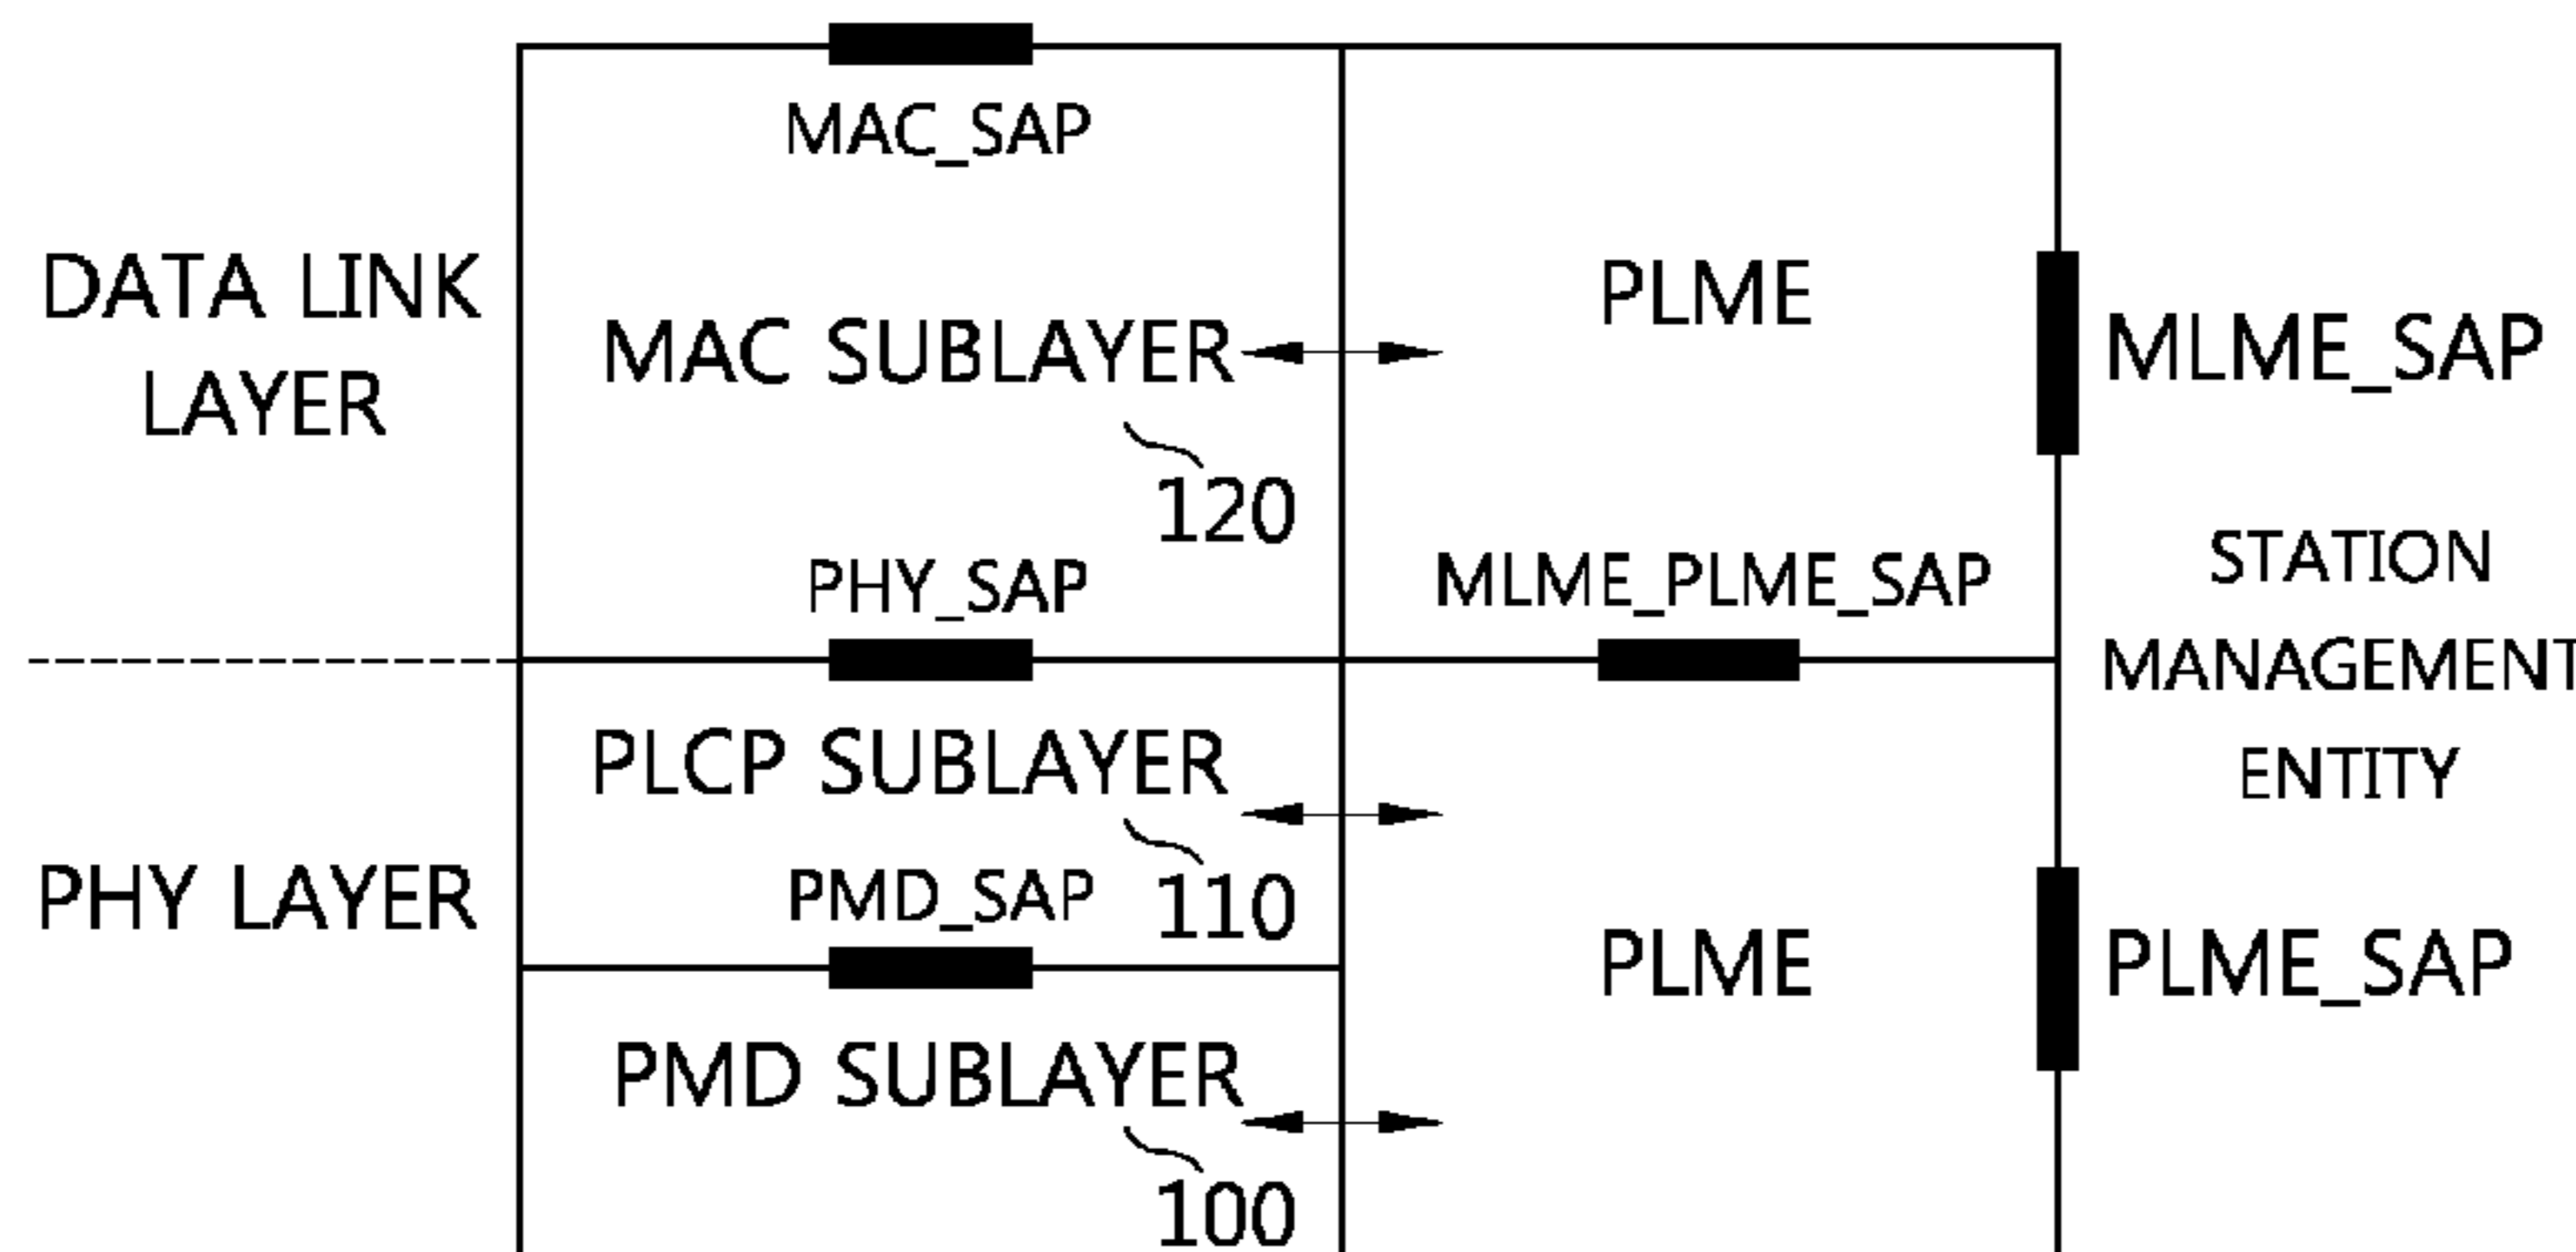 MAC_SAP
DATA LINK
LAYER
MAC SUBLAYER
120
PHY_SAP
PLME
MLME_SAP
MLME_PLME_SAP
STATION
MANAGEMENT
ENTITY
PHY LAYER
PLCP SUBLAYER
110
PMD_SAP
PMD SUBLAYER
100
PLME
PLME_SAP